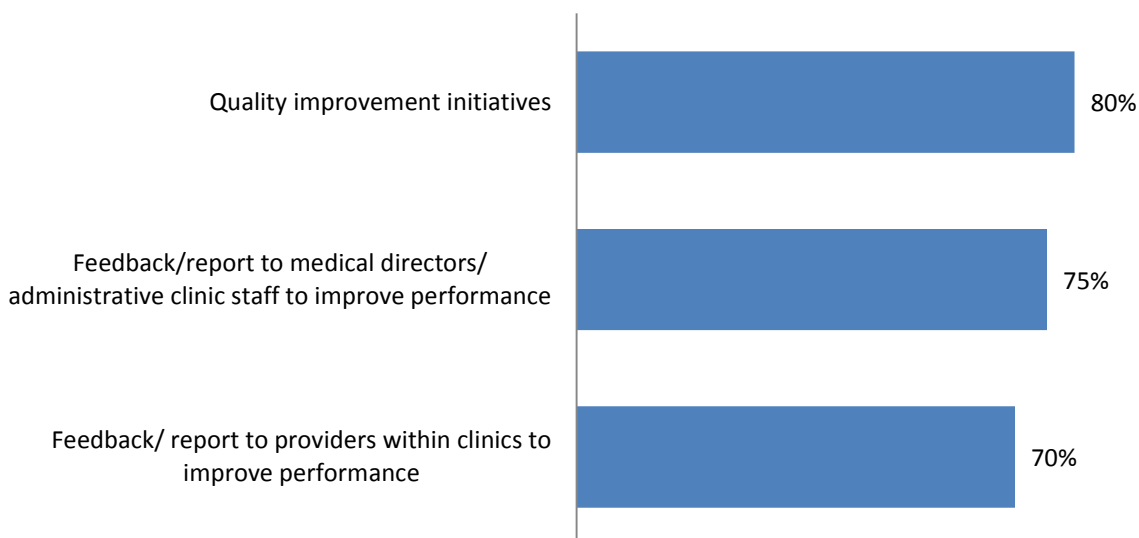 Quality improvement initiatives
80%
Feedback/report to medical directors/
administrative clinic staff to improve performance
75%
Feedback/ report to providers within clinics to
improve performance
70%